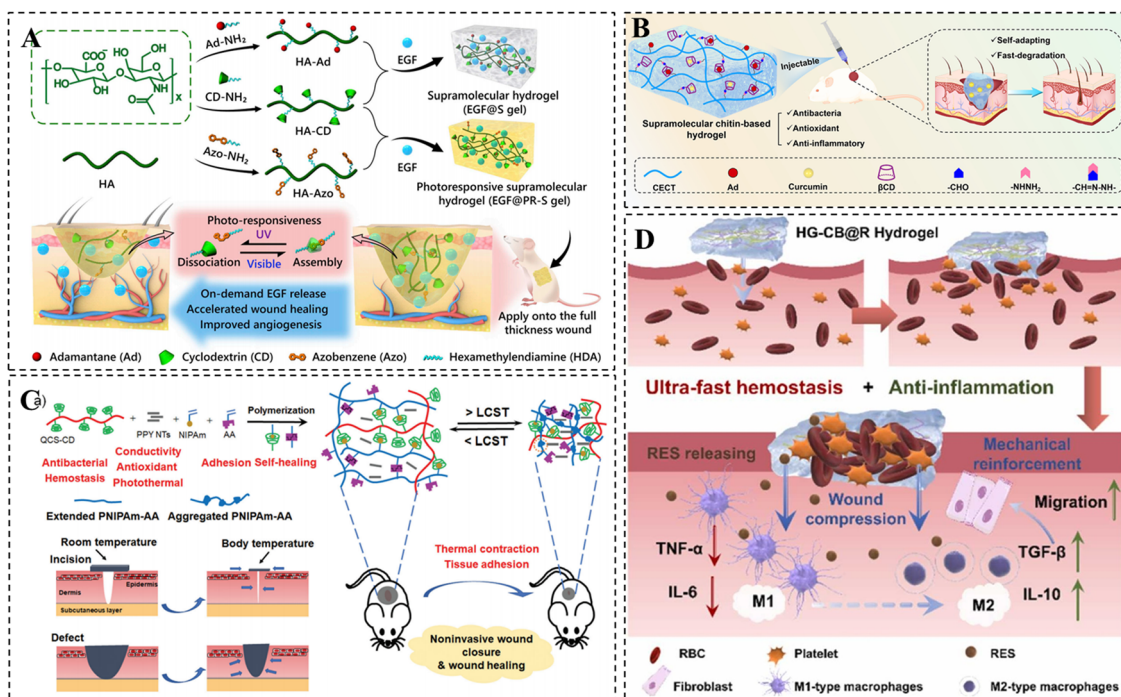 A
COO⁻
OH
O
HO
OH
O
O
HO
O
NH
O
x
HA
Ad-NH₂
CD-NH₂
Azo-NH₂
HA-Ad
HA-CD
HA-Azo
EGF
EGF
Supramolecular hydrogel
(EGF@S gel)
Photoresponsive supramolecular
hydrogel (EGF@PR-S gel)
Photo-responsiveness
UV
Dissociation
Assembly
Visible
On-demand EGF release
Accelerated wound healing
Improved angiogenesis
Apply onto the full
thickness wound
Adamantane (Ad)
Cyclodextrin (CD)
Azobenzene (Azo)
Hexamethylendiamine (HDA)
B
Injectable
Supramolecular chitin-based
hydrogel
✓Antibacteria
✓Antioxidant
✓Anti-inflammatory
✓Self-adapting
✓Fast-degradation
CECT
Ad
Curcumin
βCD
-CHO
-NHNH₂
-CH=N-NH-
C
a)
QCS-CD
+
PPY NTs
+
NIPAm
+
AA
Polymerization
Antibacterial
Hemostasis
Conductivity
Antioxidant
Photothermal
Adhesion
Self-healing
> LCST
< LCST
Extended PNIPAm-AA
Aggregated PNIPAm-AA
Room temperature
Body temperature
Incision
Epidermis
Dermis
Subcutaneous layer
Defect
Thermal contraction
Tissue adhesion
Noninvasive wound
closure
& wound healing
D
HG-CB@R Hydrogel
Ultra-fast hemostasis + Anti-inflammation
RES releasing
Mechanical
reinforcement
Wound
compression
Migration
TNF-α
IL-6
M1
M2
TGF-β
IL-10
RBC
Platelet
RES
Fibroblast
M1-type macrophages
M2-type macrophages